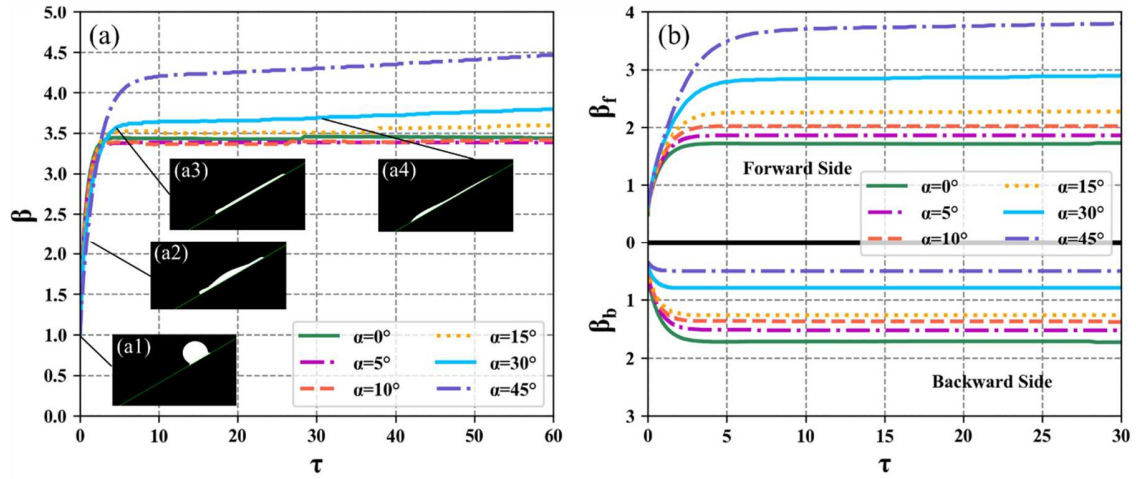 (a)
5.0
4.5
4.0
3.5
3.0
2.5
2.0
1.5
1.0
0.5
0.0
β
(a3)
(a4)
(a2)
(a1)
α=0° α=15°
α=5° α=30°
α=10° α=45°
0 10 20 30 40 50 60
τ
(b)
4
3
2
1
0
1
2
3
βf
βb
Forward Side
α=0° α=15°
α=5° α=30°
α=10° α=45°
Backward Side
0 5 10 15 20 25 30
τ